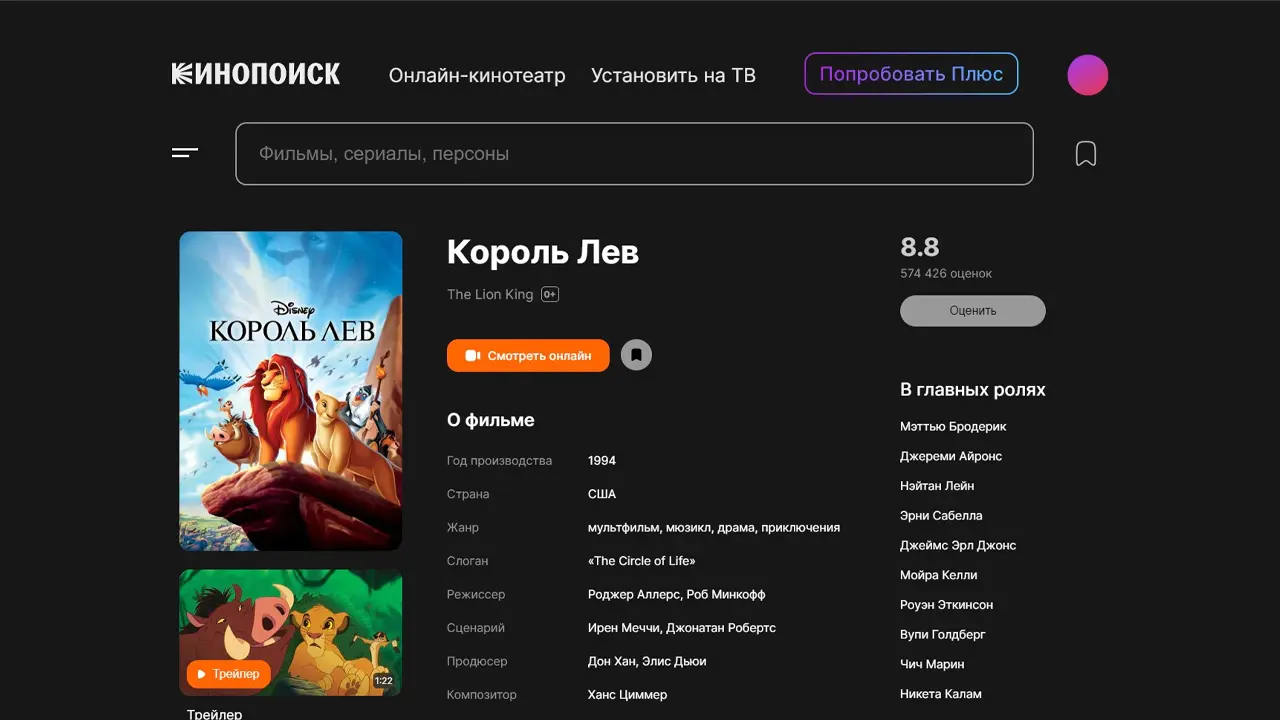 КИНОПОИСК
Онлайн-кинотеатр
Установить на ТВ
Попробовать Плюс
Фильмы, сериалы, персоны
Disney
КОРОЛЬ ЛЕВ
Трейлер
1:22
Трейлер
Король Лев
The Lion King 0+
Смотреть онлайн
О фильме
Год производства 1994
Страна США
Жанр мультфильм, мюзикл, драма, приключения
Слоган «The Circle of Life»
Режиссер Роджер Аллерс, Роб Минкофф
Сценарий Ирен Меччи, Джонатан Робертс
Продюсер Дон Хан, Элис Дьюи
Композитор Ханс Циммер
8.8
574 426 оценок
Оценить
В главных ролях
Мэттью Бродерик
Джереми Айронс
Нэйтан Лейн
Эрни Сабелла
Джеймс Эрл Джонс
Мойра Келли
Роуэн Эткинсон
Вупи Голдберг
Чич Марин
Никета Калам